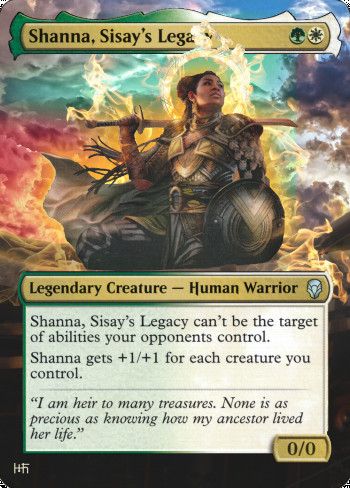 Shanna, Sisay's Legacy
Legendary Creature — Human Warrior
Shanna, Sisay's Legacy can't be the target
of abilities your opponents control.
Shanna gets +1/+1 for each creature you
control.
"I am heir to many treasures. None is as
precious as knowing how my ancestor lived
her life."
0/0